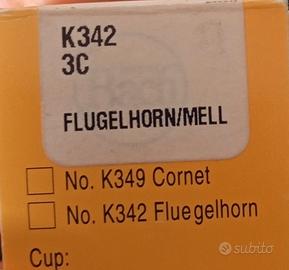 K342
3C
FLUGELHORN/MELL
No. K349 Cornet
No. K342 Fluegelhorn
Cup:
subito